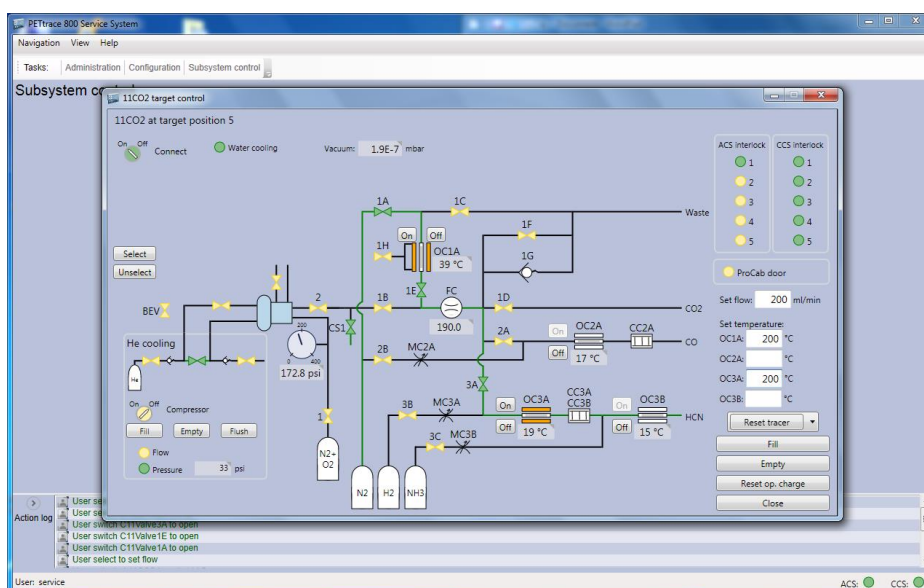 PETtrace 800 Service System
Navigation View Help
Tasks: Administration Configuration Subsystem control
Subsystem
11CO2 target control
11CO2 at target position 5
On Off Connect
Water cooling
Vacuum: 1.9E-7 mbar
ACS interlock
1
2
3
4
5
CCS interlock
1
2
3
4
5
ProCab door
Set flow: 200 ml/min
Set temperature:
OC1A: 200 °C
OC2A: °C
OC3A: 200 °C
OC3B: °C
Reset tracer
Fill
Empty
Reset op. charge
Close
Select
Unselect
1A
1C
Waste
1F
1H
On Off
OC1A
39 °C
1G
1E
FC
190.0
1D
CO2
BEV
2
1B
CS1
2A
On
Off
OC2A
17 °C
CC2A
CO
2B
MC2A
200
0 400
172.8 psi
He cooling
He
On Off
Compressor
Fill Empty Flush
Flow
Pressure 33 psi
1
N2+
O2
3A
3B
MC3A
On
Off
OC3A
19 °C
CC3A
CC3B
On
Off
OC3B
15 °C
HCN
3C
MC3B
N2
H2
NH3
Action log
User se
User se
User switch C11Valve3A to open
User switch C11Valve1E to open
User switch C11Valve1A to open
User select to set flow
User: service
ACS: CCS: